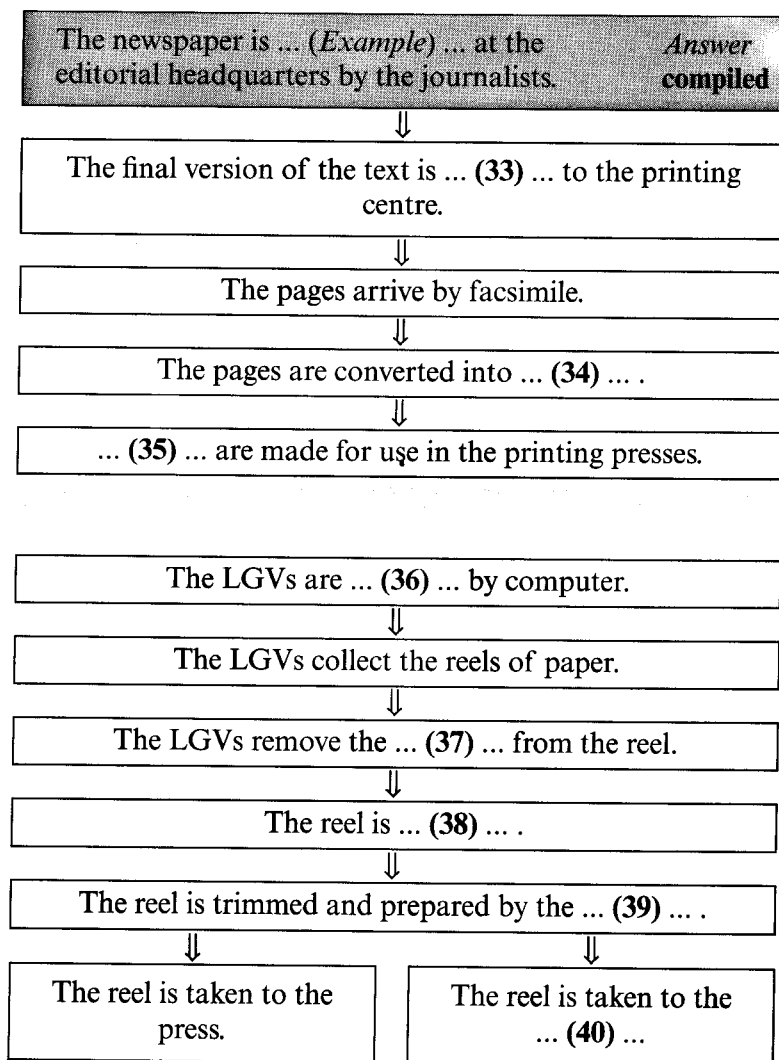 The newspaper is ... (Example) ... at the
editorial headquarters by the journalists.
Answer
compiled
⇓
The final version of the text is ... (33) ... to the printing
centre.
⇓
The pages arrive by facsimile.
⇓
The pages are converted into ... (34) ... .
⇓
... (35) ... are made for use in the printing presses.
The LGVs are ... (36) ... by computer.
⇓
The LGVs collect the reels of paper.
⇓
The LGVs remove the ... (37) ... from the reel.
⇓
The reel is ... (38) ... .
⇓
The reel is trimmed and prepared by the ... (39) ... .
⇓ ⇓
The reel is taken to the
press.
The reel is taken to the
... (40) ...